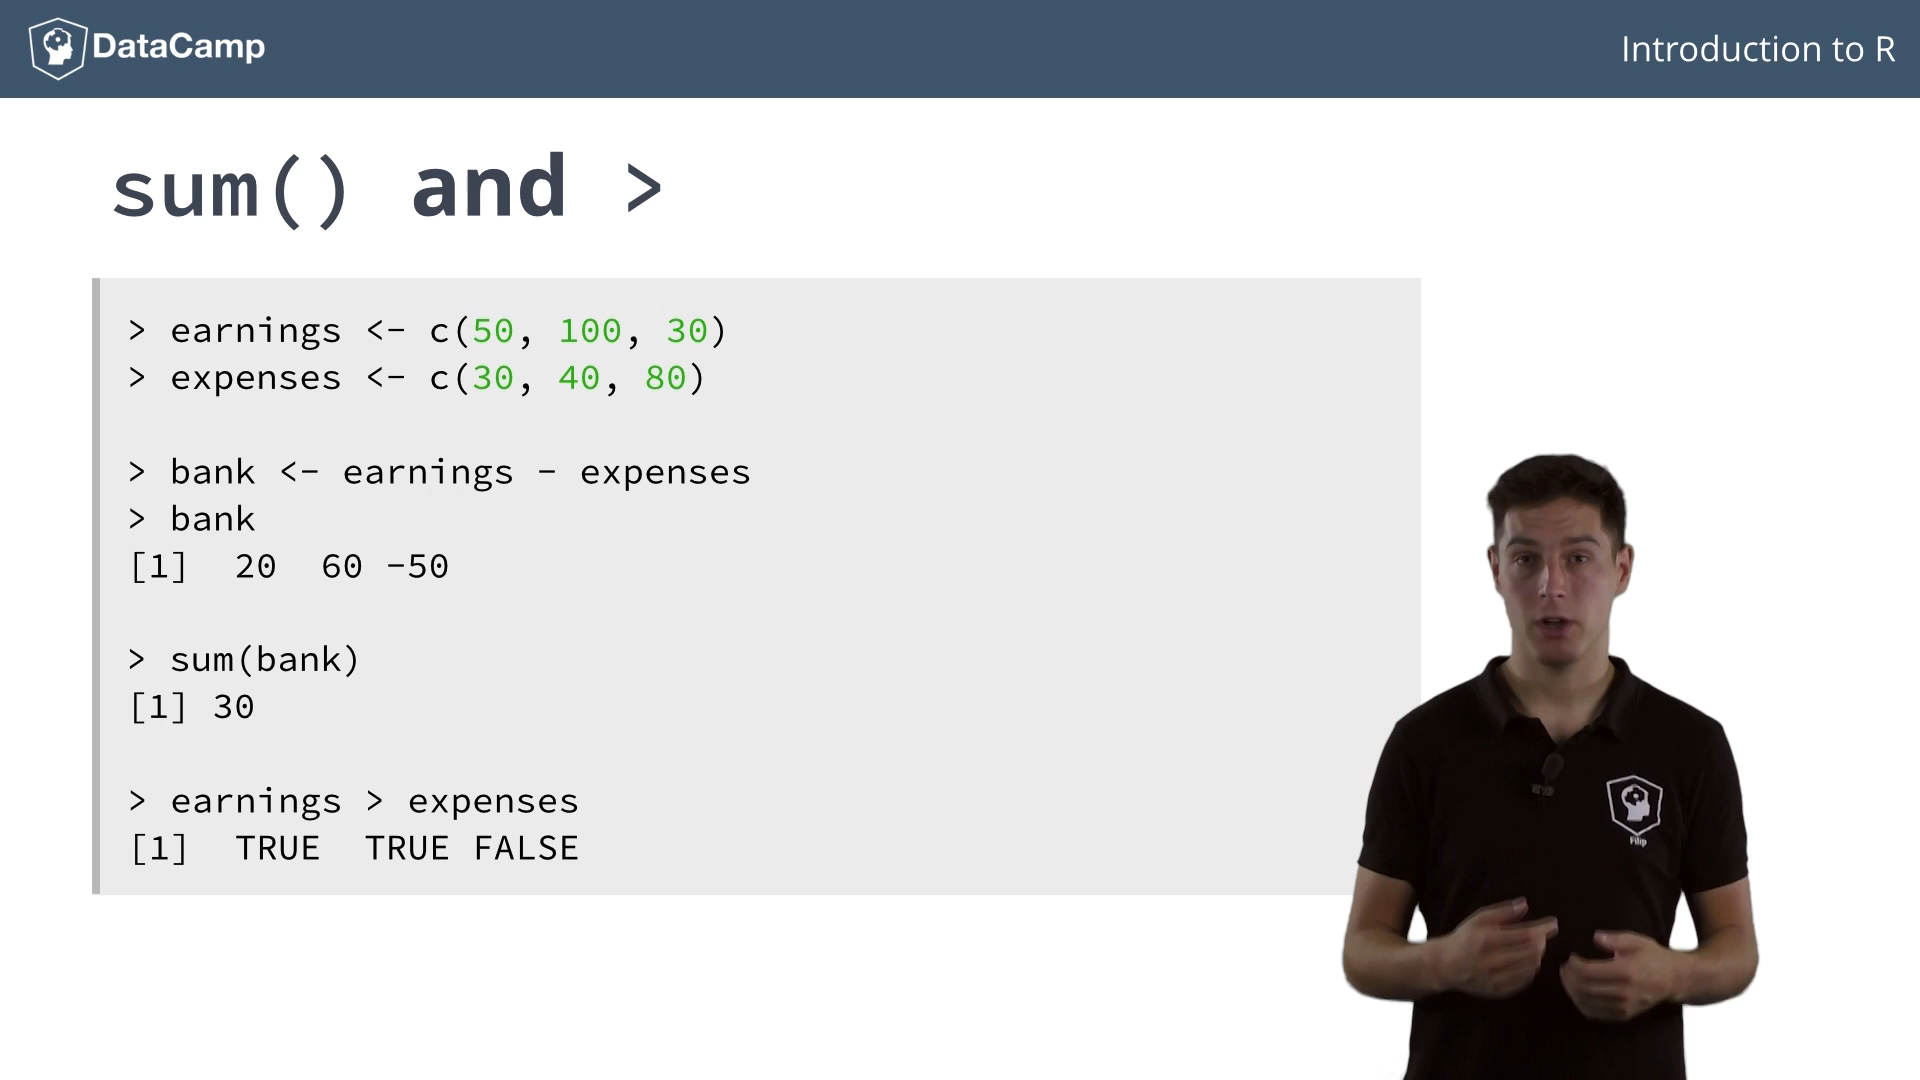 DataCamp
Introduction to R
sum() and >
> earnings <- c(50, 100, 30)
> expenses <- c(30, 40, 80)
> bank <- earnings - expenses
> bank
[1]  20  60 -50
> sum(bank)
[1] 30
> earnings > expenses
[1]  TRUE  TRUE FALSE
Filip